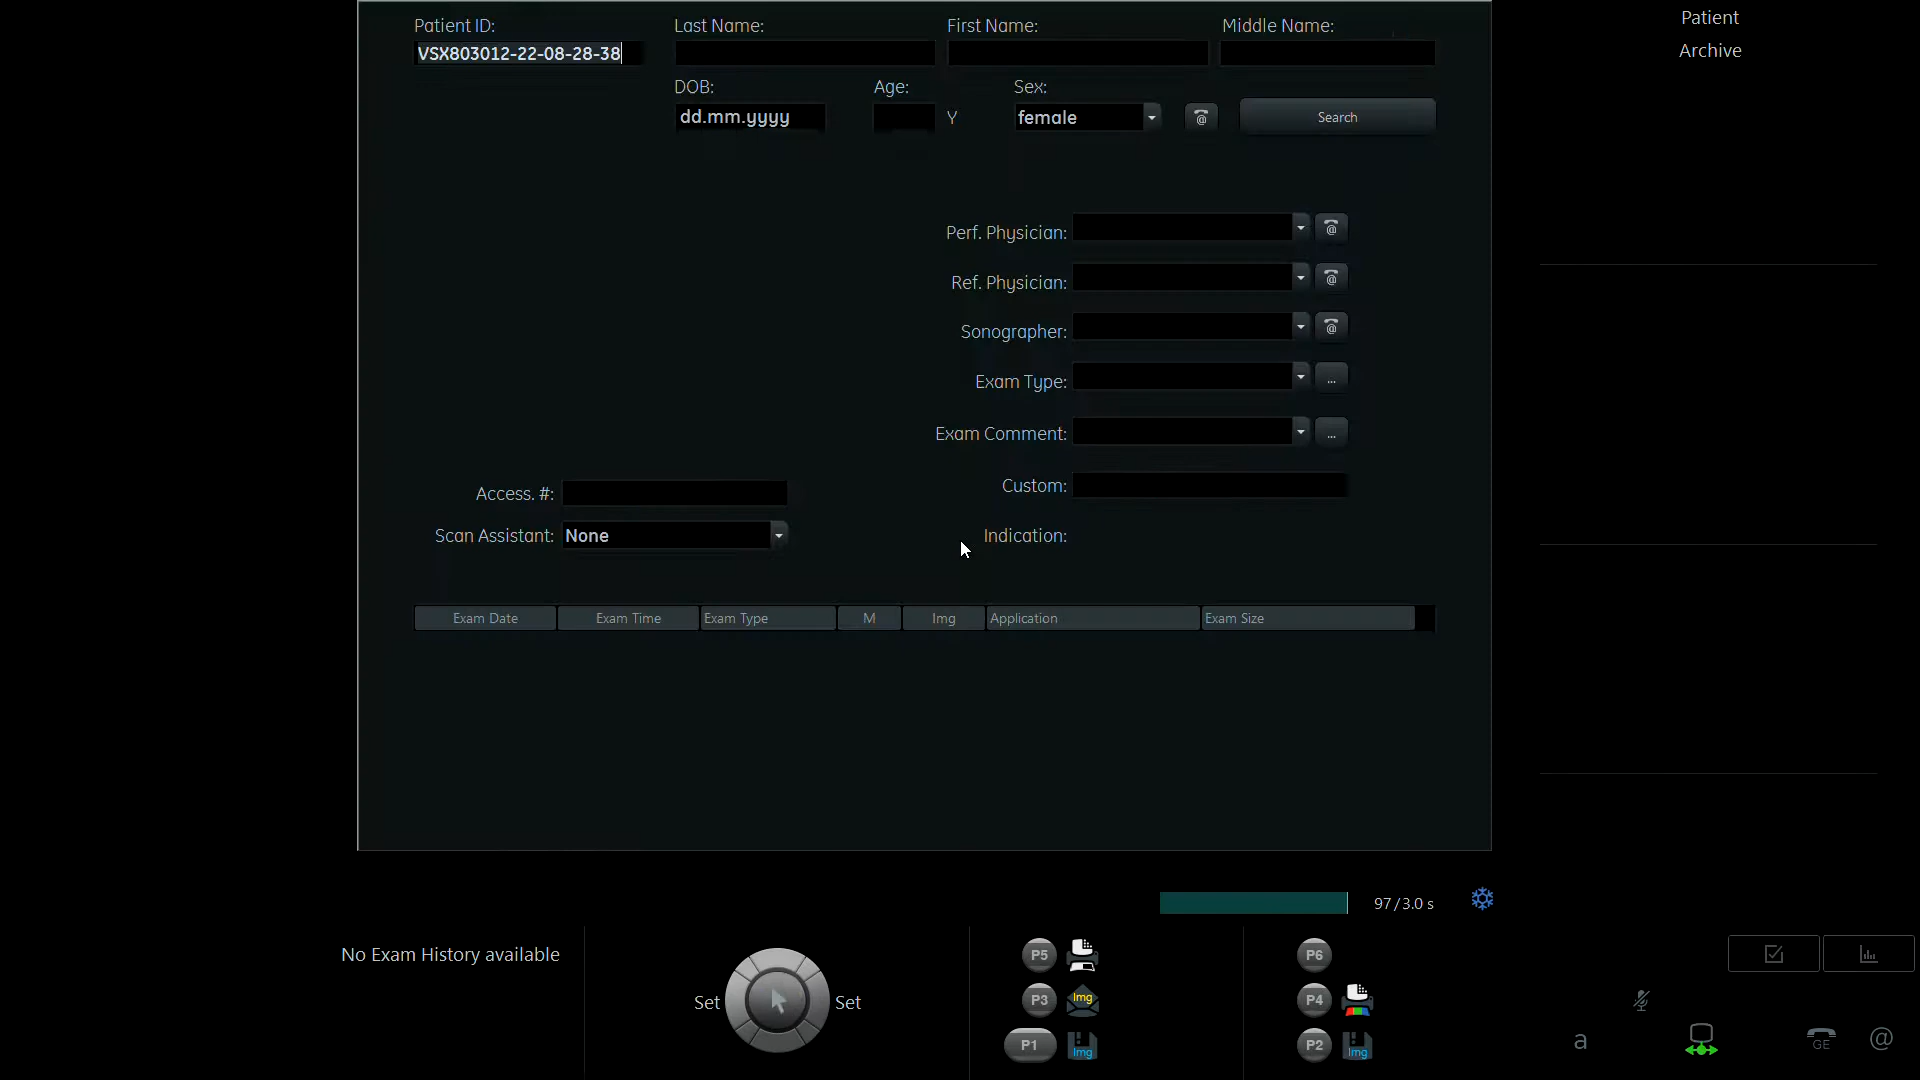 Patient ID: Last Name: First Name: Middle Name:
VSX803012-22-08-28-38
DOB: Age: Sex:
dd.mm.yyyy Y female @ Search
Perf. Physician: @
Ref. Physician: @
Sonographer: @
Exam Type: ...
Exam Comment: ...
Custom:
Access. #:
Scan Assistant: None Indication:
Exam Date Exam Time Exam Type M Img Application Exam Size
Patient
Archive
97/3.0 s
No Exam History available
Set Set
P5
P3 Img
P1 Img
P6
P4
P2 Img
a GE @